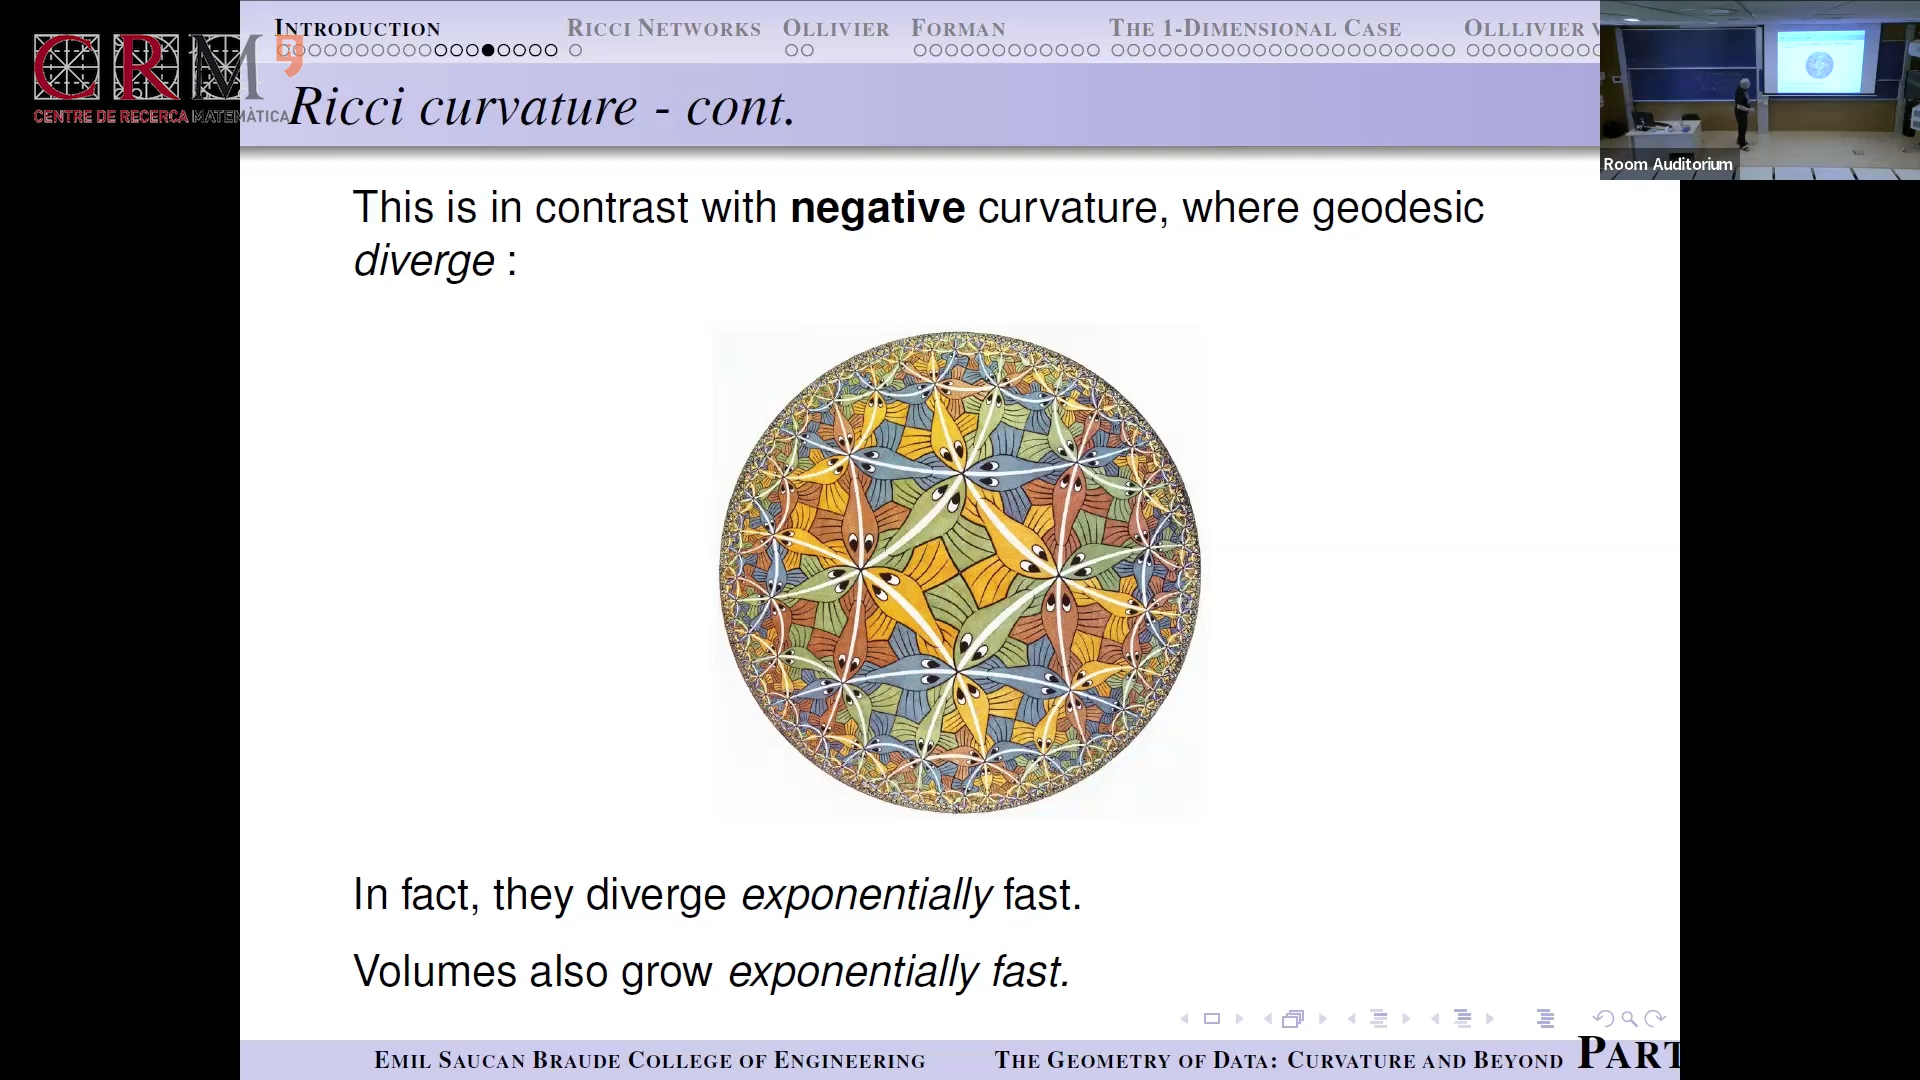 INTRODUCTION RICCI NETWORKS OLLIVIER FORMAN THE 1-DIMENSIONAL CASE OLLLIVIER V
CRM
CENTRE DE RECERCA MATEMÀTICA
Ricci curvature - cont.
Room Auditorium
This is in contrast with negative curvature, where geodesic
diverge :
In fact, they diverge exponentially fast.
Volumes also grow exponentially fast.
EMIL SAUCAN BRAUDE COLLEGE OF ENGINEERING THE GEOMETRY OF DATA: CURVATURE AND BEYOND PART